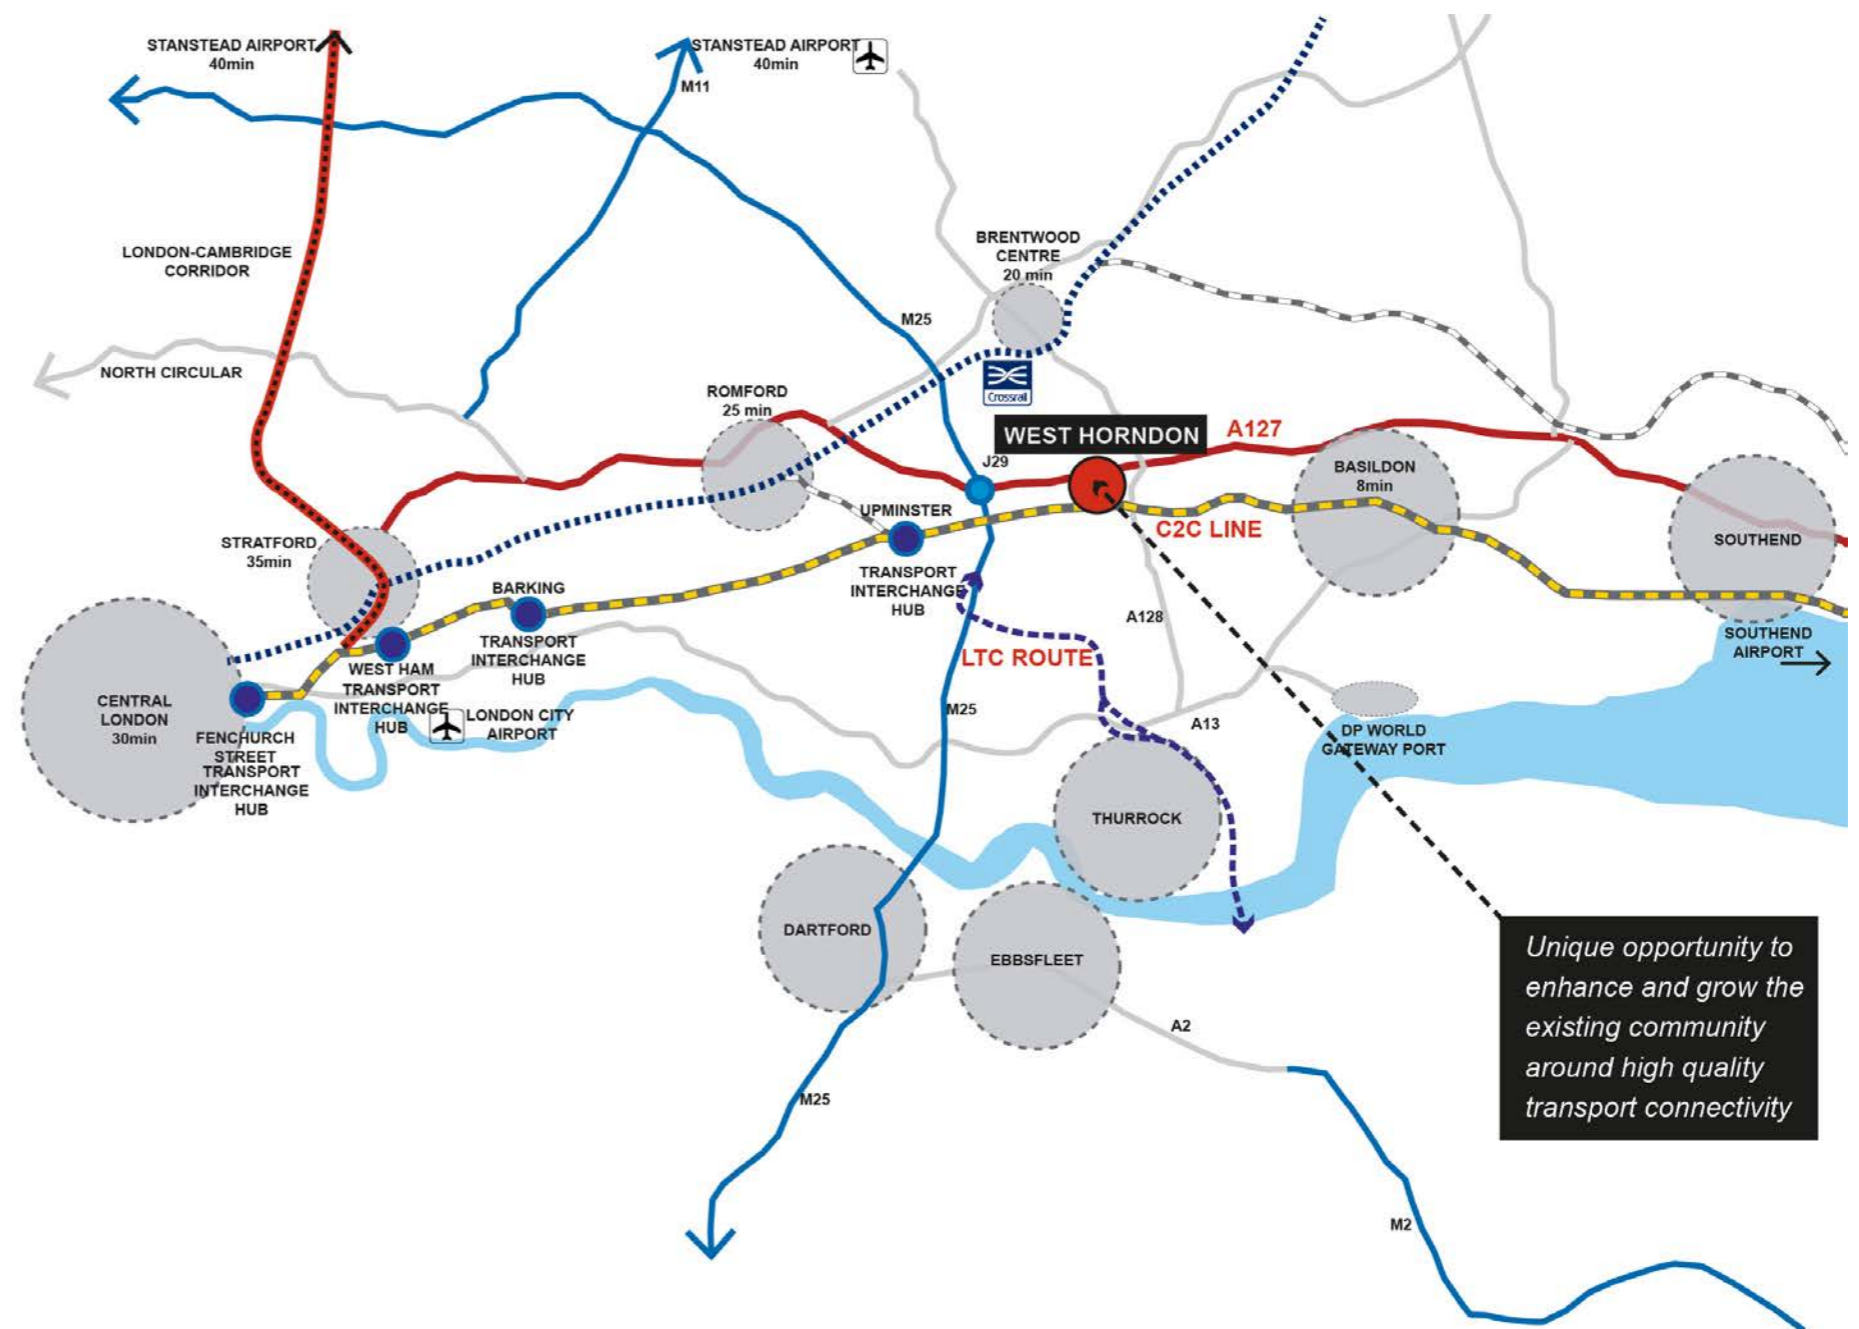 STANSTEAD AIRPORT
40min
STANSTEAD AIRPORT
40min
M11
LONDON-CAMBRIDGE
CORRIDOR
BRENTWOOD
CENTRE
20 min
M25
NORTH CIRCULAR
Crossrail
ROMFORD
25 min
WEST HORNDON
A127
J29
BASILDON
8min
UPMINSTER
C2C LINE
STRATFORD
35min
SOUTHEND
TRANSPORT
INTERCHANGE
HUB
BARKING
TRANSPORT
INTERCHANGE
HUB
A128
SOUTHEND
AIRPORT
LTC ROUTE
WEST HAM
TRANSPORT
INTERCHANGE
HUB
CENTRAL
LONDON
30min
LONDON CITY
AIRPORT
M25
A13
DP WORLD
GATEWAY PORT
FENCHURCH
STREET
TRANSPORT
INTERCHANGE
HUB
THURROCK
DARTFORD
EBBSFLEET
A2
Unique opportunity to
enhance and grow the
existing community
around high quality
transport connectivity
M25
M2